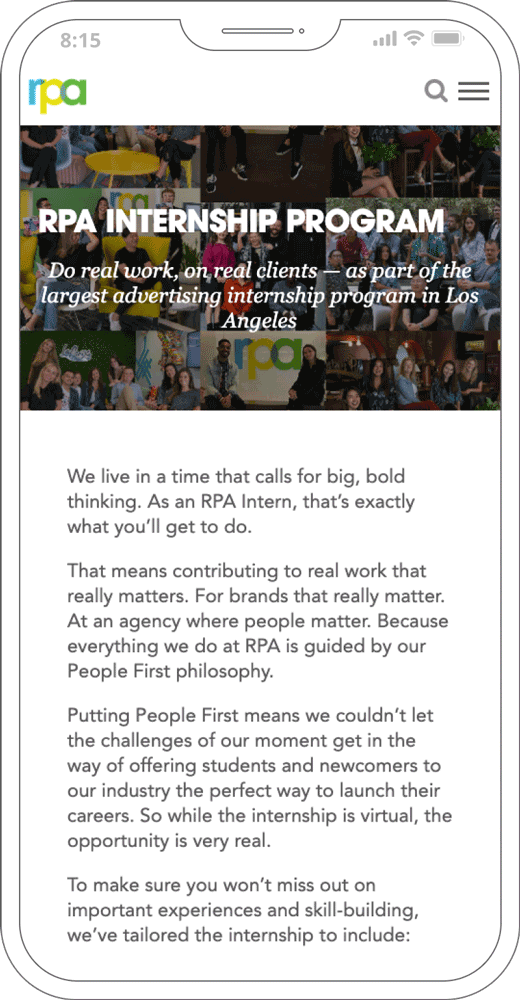 8:15
rpa
RPA INTERNSHIP PROGRAM
Do real work, on real clients — as part of the
largest advertising internship program in Los
Angeles
rpa
rpa
We live in a time that calls for big, bold
thinking. As an RPA Intern, that’s exactly
what you’ll get to do.
That means contributing to real work that
really matters. For brands that really matter.
At an agency where people matter. Because
everything we do at RPA is guided by our
People First philosophy.
Putting People First means we couldn’t let
the challenges of our moment get in the
way of offering students and newcomers to
our industry the perfect way to launch their
careers. So while the internship is virtual, the
opportunity is very real.
To make sure you won’t miss out on
important experiences and skill-building,
we’ve tailored the internship to include: